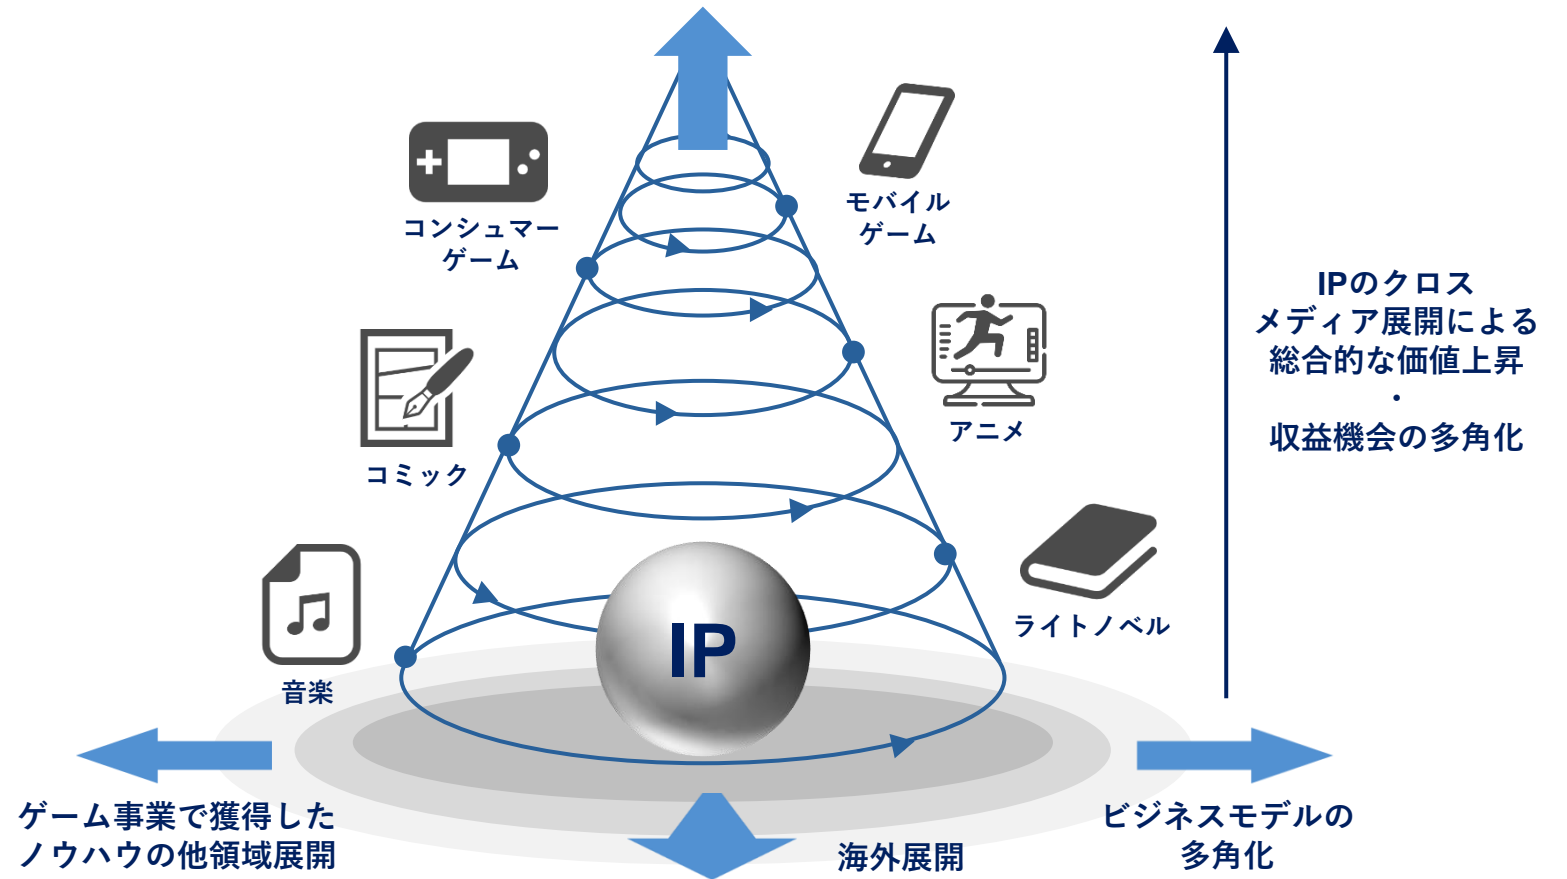 モバイル
ゲーム
コンシュマー
ゲーム
IPのクロス
メディア展開による
総合的な価値上昇
・
収益機会の多角化
アニメ
コミック
ライトノベル
IP
音楽
ゲーム事業で獲得した
ノウハウの他領域展開
海外展開
ビジネスモデルの
多角化